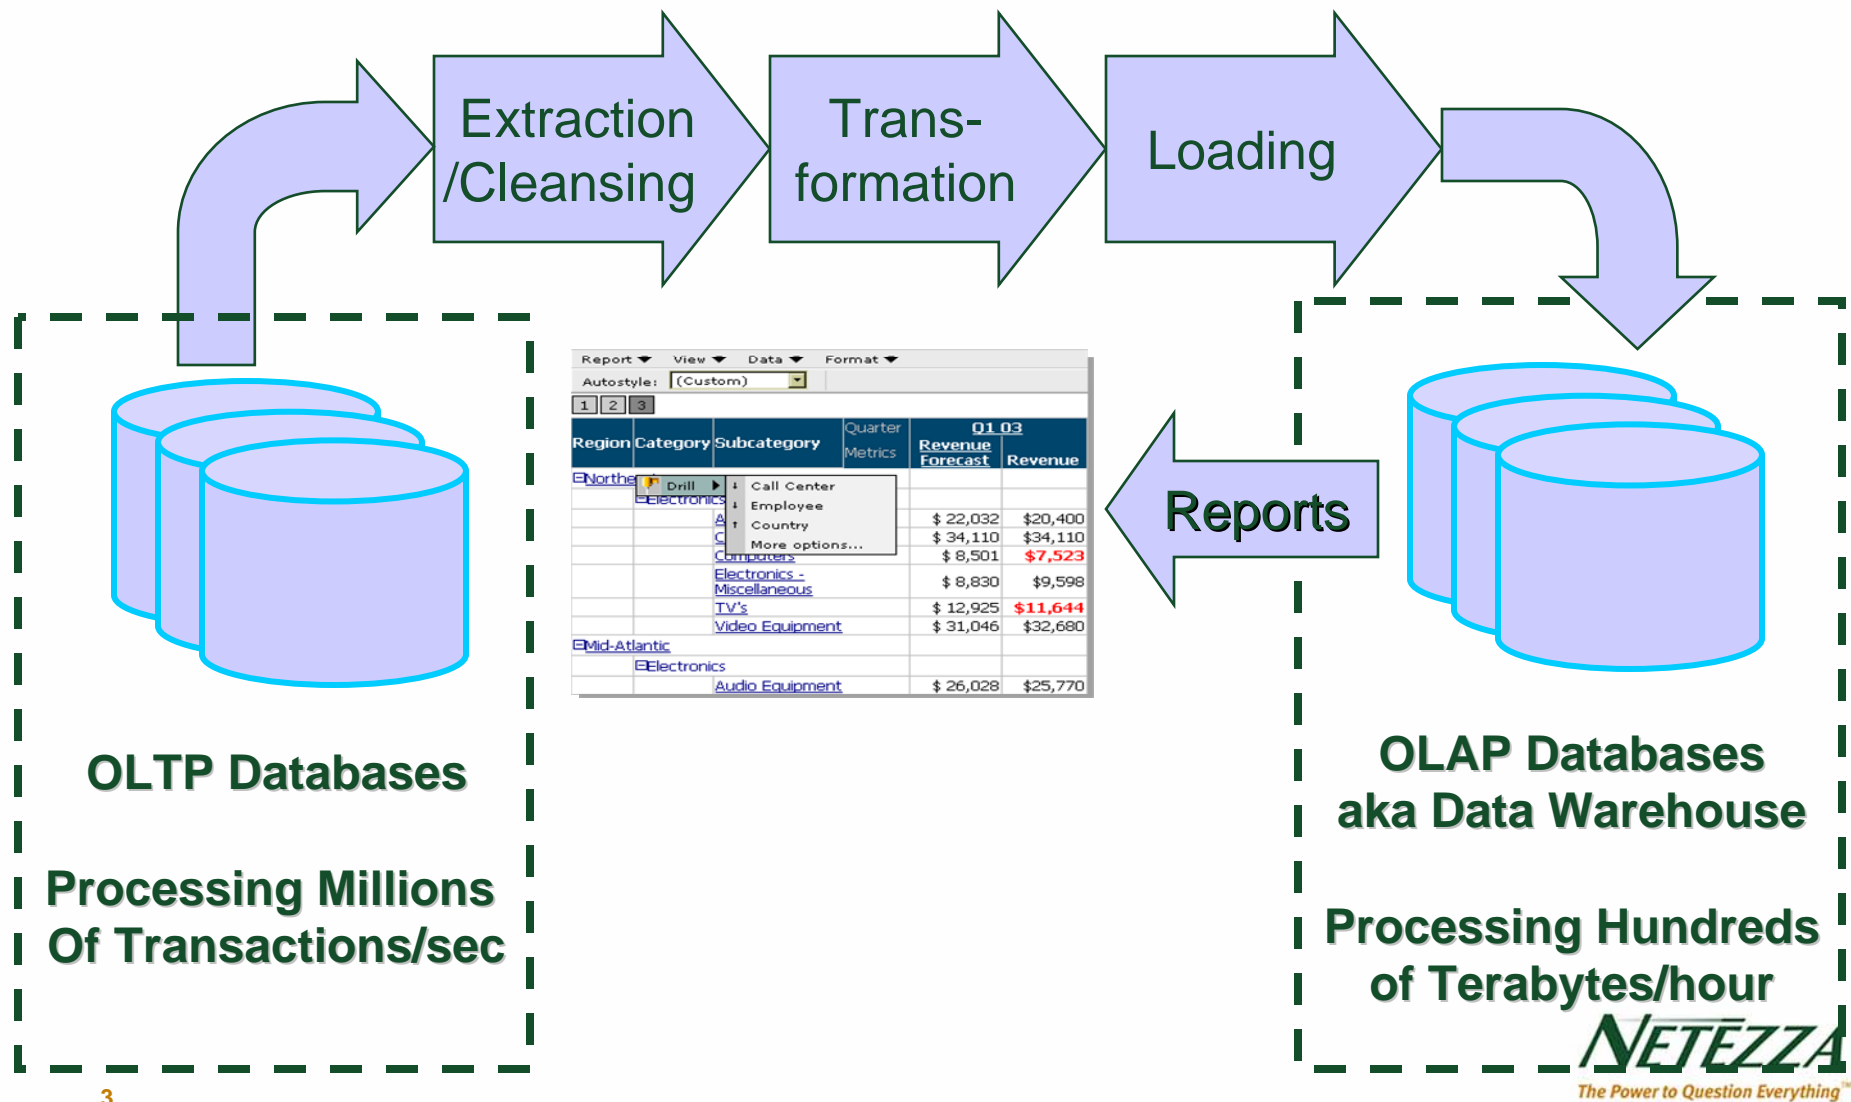 Extraction
/Cleansing
Trans-
formation
Loading
Report View Data Format
Autostyle: (Custom)
1 2 3
Region Category Subcategory Quarter Q1 03
Metrics Revenue Forecast Revenue
Northe
Drill Call Center
Electronics Employee
Country
More options...
A $ 22,032 $20,400
C $ 34,110 $34,110
Computers $ 8,501 $7,523
Electronics -
Miscellaneous $ 8,830 $9,598
TV's $ 12,925 $11,644
Video Equipment $ 31,046 $32,680
Mid-Atlantic
Electronics
Audio Equipment $ 26,028 $25,770
Reports
OLTP Databases
Processing Millions
Of Transactions/sec
OLAP Databases
aka Data Warehouse
Processing Hundreds
of Terabytes/hour
NETEZZA
The Power to Question Everything™
3